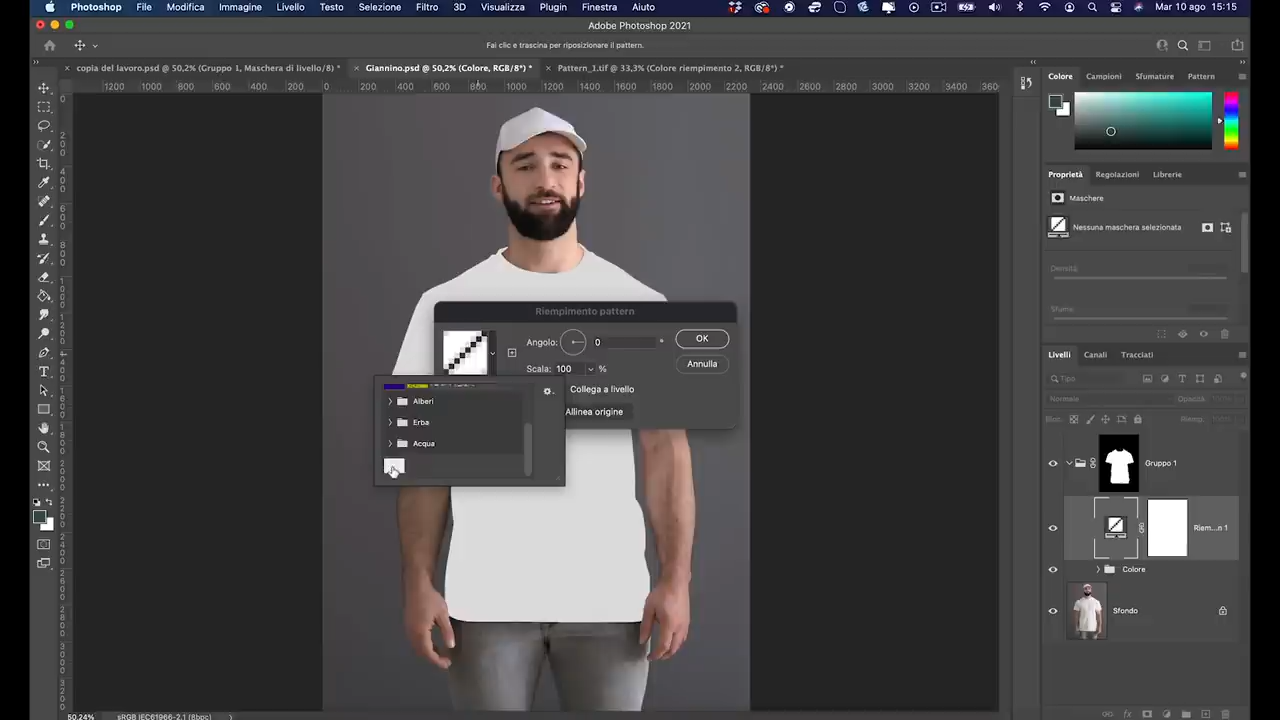 Photoshop File Modifica Immagine Livello Testo Selezione Filtro 3D Visualizza Plugin Finestra Aiuto Mar 10 ago 15:15
Adobe Photoshop 2021
Fai clic e trascina per riposizionare il pattern.
copia del lavoro.psd @ 50,2% (Gruppo 1, Maschera di livello/8) *
Giannino.psd @ 50,2% (Colore, RGB/8*) *
Pattern_1.tif @ 33,3% (Colore riempimento 2, RGB/8*) *
1200 1000 800 600 400 200 0 200 400 600 800 1000 1200 1400 1600 1800 2000 2200 2400 2600 2800 3000 3200 3400 3600
Colore Campioni Sfumature Pattern
Proprietà Regolazioni Librerie
Maschere
Nessuna maschera selezionata
Densità:
Sfuma:
Riempimento pattern
Angolo: 0 °
OK
Scala: 100 %
Annulla
Collega a livello
Allinea origine
Alberi
Erba
Acqua
Livelli Canali Tracciati
Tipo
Normale Opacità:
Bloc.: Riemp.:
Gruppo 1
Riem...n 1
Colore
Sfondo
50,24% sRGB IEC61966-2.1 (8bpc)